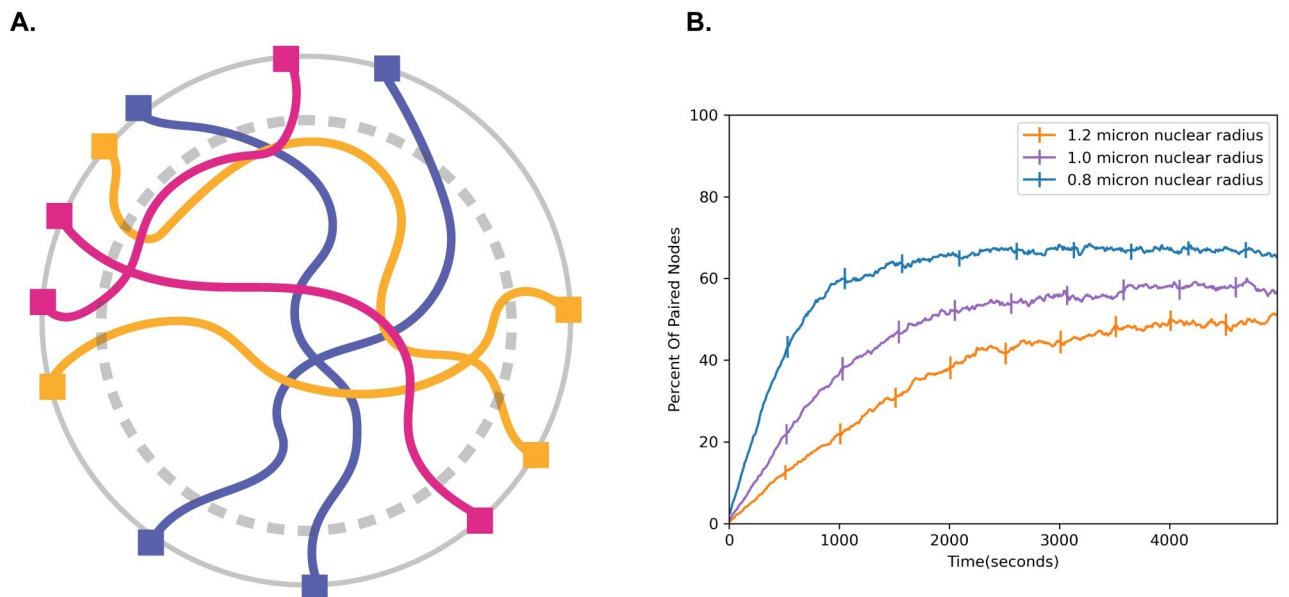 A.
B.
100
80
60
40
20
0
Percent Of Paired Nodes
1.2 micron nuclear radius
1.0 micron nuclear radius
0.8 micron nuclear radius
0 1000 2000 3000 4000
Time(seconds)